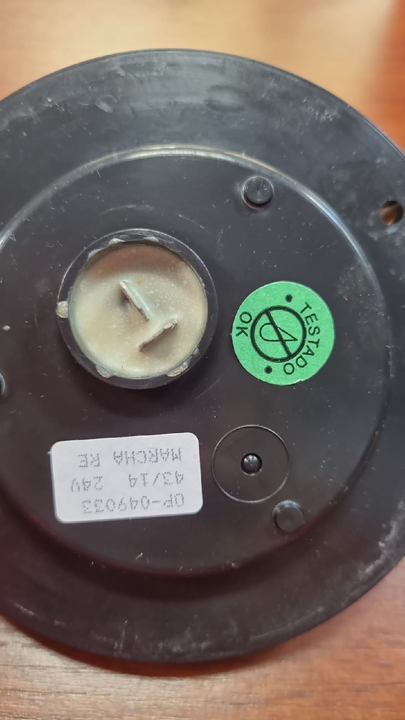 OP-049033
43/14 24V
MARCHA RE
TESTADO
OK